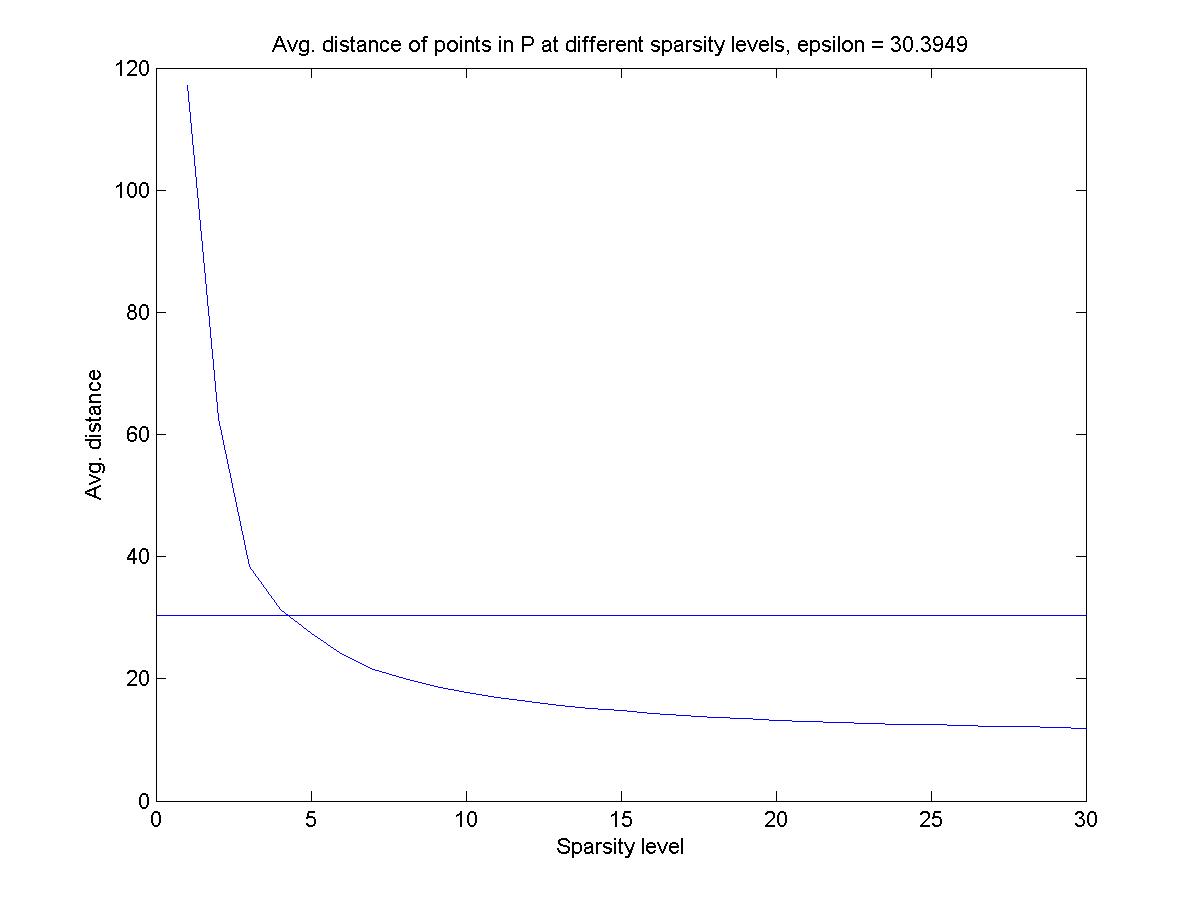 Avg. distance of points in P at different sparsity levels, epsilon = 30.3949
120
100
80
60
40
20
0
Avg. distance
0 5 10 15 20 25 30
Sparsity level